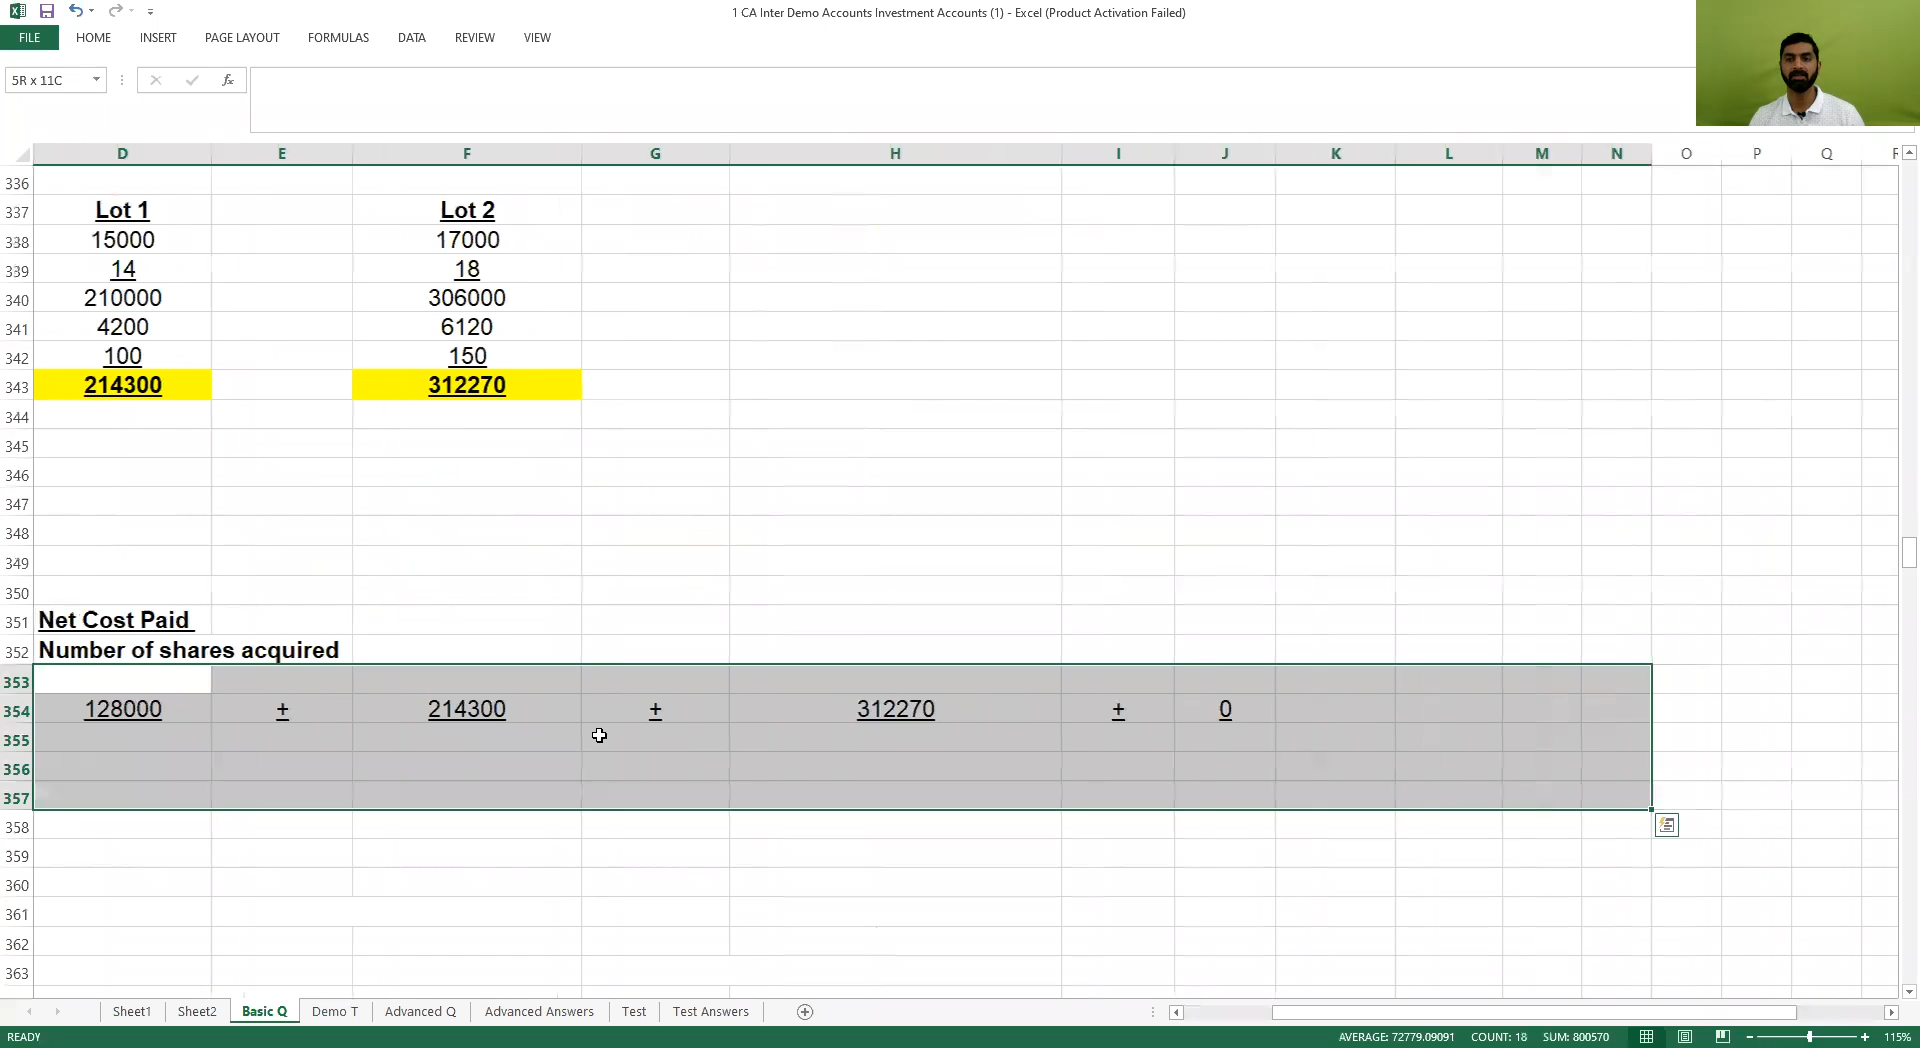 1 CA Inter Demo Accounts Investment Accounts (1) - Excel (Product Activation Failed)
FILE HOME INSERT PAGE LAYOUT FORMULAS DATA REVIEW VIEW
5R x 11C fx
D E F G H I J K L M N O P Q R
336
337 Lot 1 Lot 2
338 15000 17000
339 14 18
340 210000 306000
341 4200 6120
342 100 150
343 214300 312270
344
345
346
347
348
349
350
351 Net Cost Paid
352 Number of shares acquired
353
354 128000 + 214300 + 312270 + 0
355
356
357
358
359
360
361
362
363
Sheet1 Sheet2 Basic Q Demo T Advanced Q Advanced Answers Test Test Answers
READY AVERAGE: 72779.09091 COUNT: 18 SUM: 800570 115%